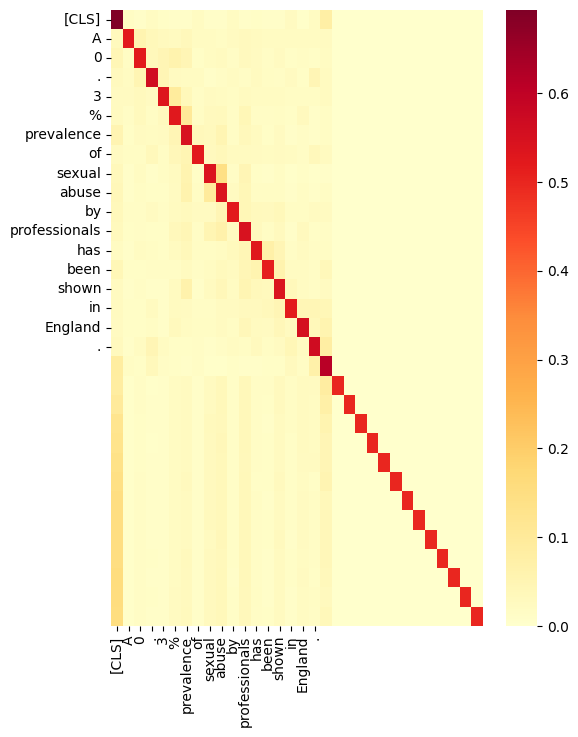 [CLS]
A
0
.
3
%
prevalence
of
sexual
abuse
by
professionals
has
been
shown
in
England
.
0.6
0.5
0.4
0.3
0.2
0.1
0.0
[CLS]
A
0
.
3
%
prevalence
of
sexual
abuse
by
professionals
has
been
shown
in
England
.